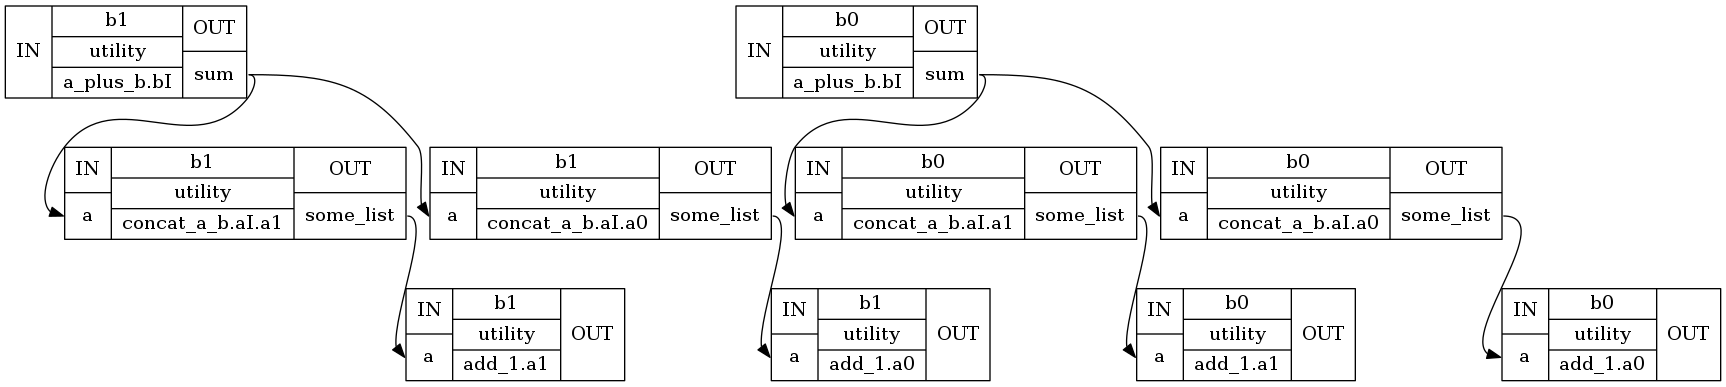 IN
b1
utility
a_plus_b.bI
OUT
sum
IN
b0
utility
a_plus_b.bI
OUT
sum
IN
a
b1
utility
concat_a_b.aI.a1
OUT
some_list
IN
a
b1
utility
concat_a_b.aI.a0
OUT
some_list
IN
a
b0
utility
concat_a_b.aI.a1
OUT
some_list
IN
a
b0
utility
concat_a_b.aI.a0
OUT
some_list
IN
a
b1
utility
add_1.a1
OUT
IN
a
b1
utility
add_1.a0
OUT
IN
a
b0
utility
add_1.a1
OUT
IN
a
b0
utility
add_1.a0
OUT